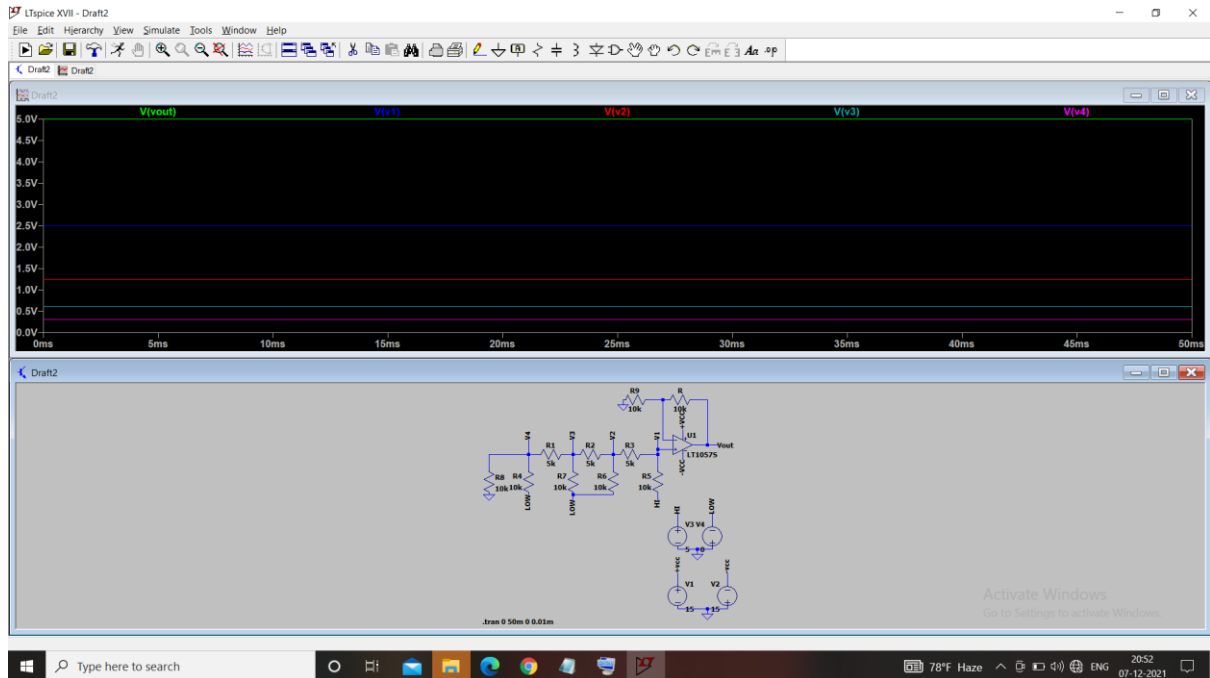 LTspice XVII - Draft2
File Edit Hierarchy View Simulate Tools Window Help
Draft2 Draft2
Draft2
V(vout) V(v1) V(v2) V(v3) V(v4)
5.0V
4.5V
4.0V
3.5V
3.0V
2.5V
2.0V
1.5V
1.0V
0.5V
0.0V
0ms 5ms 10ms 15ms 20ms 25ms 30ms 35ms 40ms 45ms 50ms
Draft2
R9 R
10k 10k
+VCC
V4 V3 V2 V1 U1
R1 R2 R3 Vout
5k 5k 5k LT1057S
-VCC
R8 R4 R7 R6 R5
10k 10k 10k 10k 10k
LOW LOW HI
HI LOW
V3 V4
5 0
+vcc -vcc
V1 V2
15 15
.tran 0 50m 0 0.01m
Activate Windows
Go to Settings to activate Windows.
Type here to search
78°F Haze ENG 20:52
07-12-2021